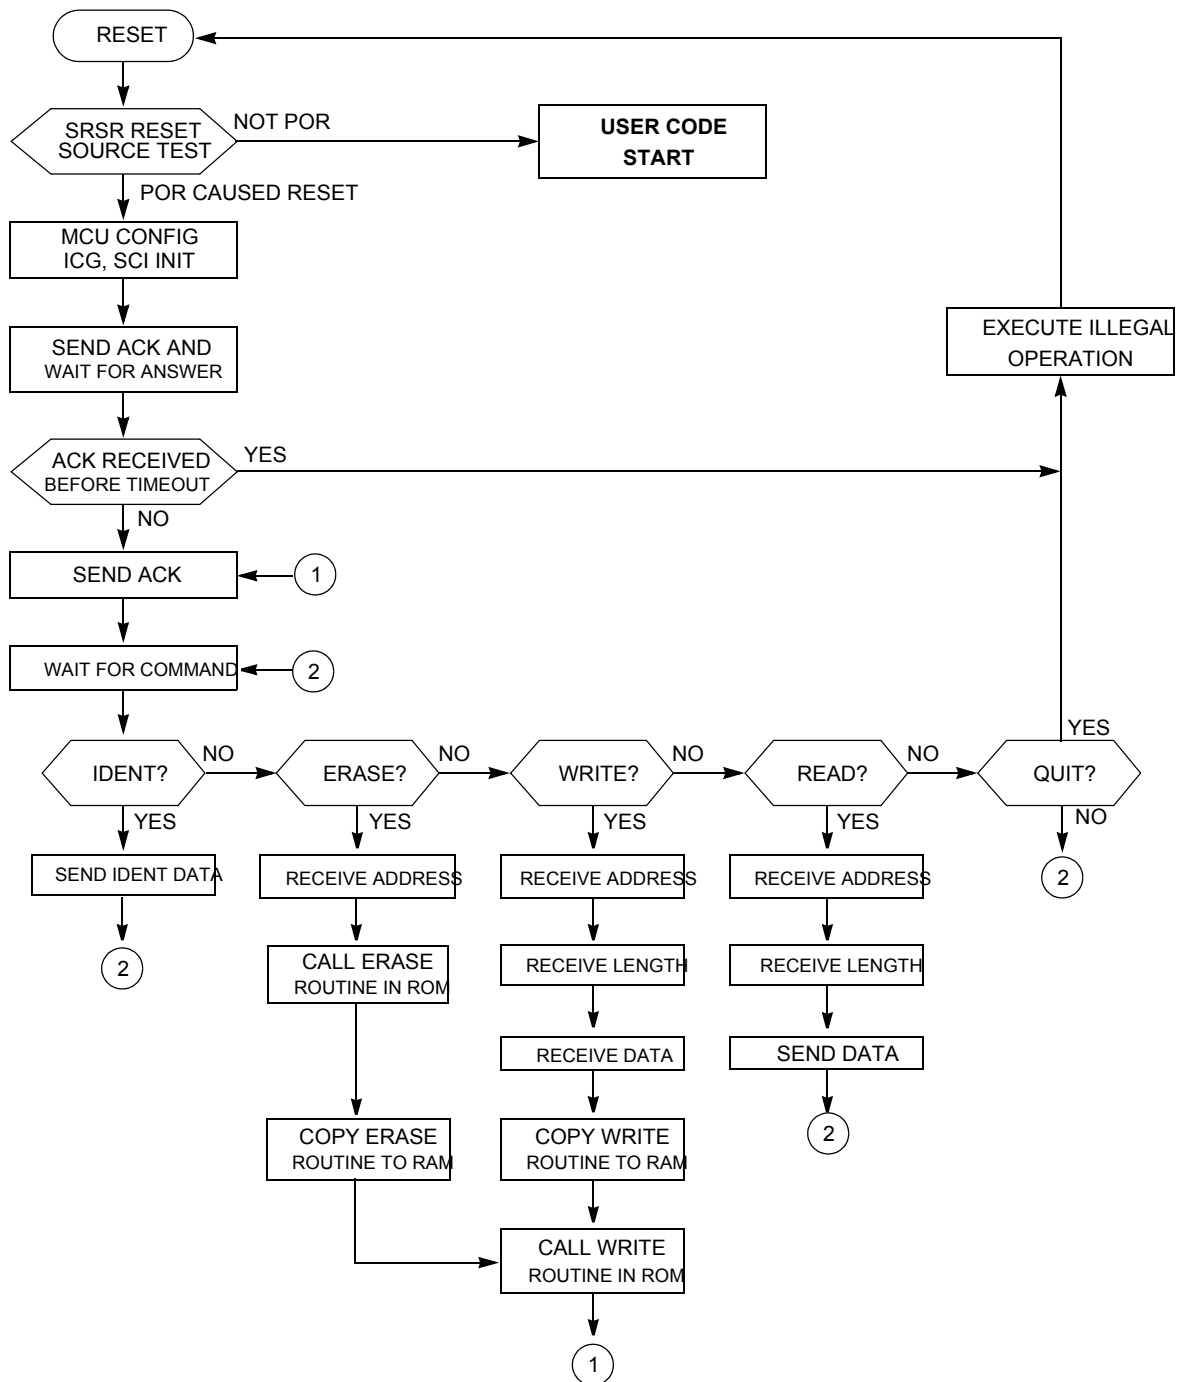 RESET
SRSR RESET
SOURCE TEST
NOT POR
USER CODE
START
POR CAUSED RESET
MCU CONFIG
ICG, SCI INIT
EXECUTE ILLEGAL
OPERATION
SEND ACK AND
WAIT FOR ANSWER
ACK RECEIVED
BEFORE TIMEOUT
YES
NO
SEND ACK
1
WAIT FOR COMMAND
2
IDENT?
NO
ERASE?
NO
WRITE?
NO
READ?
NO
QUIT?
YES
YES
YES
YES
YES
NO
SEND IDENT DATA
RECEIVE ADDRESS
RECEIVE ADDRESS
RECEIVE ADDRESS
2
2
CALL ERASE
ROUTINE IN ROM
RECEIVE LENGTH
RECEIVE LENGTH
RECEIVE DATA
SEND DATA
COPY ERASE
ROUTINE TO RAM
COPY WRITE
ROUTINE TO RAM
2
CALL WRITE
ROUTINE IN ROM
1